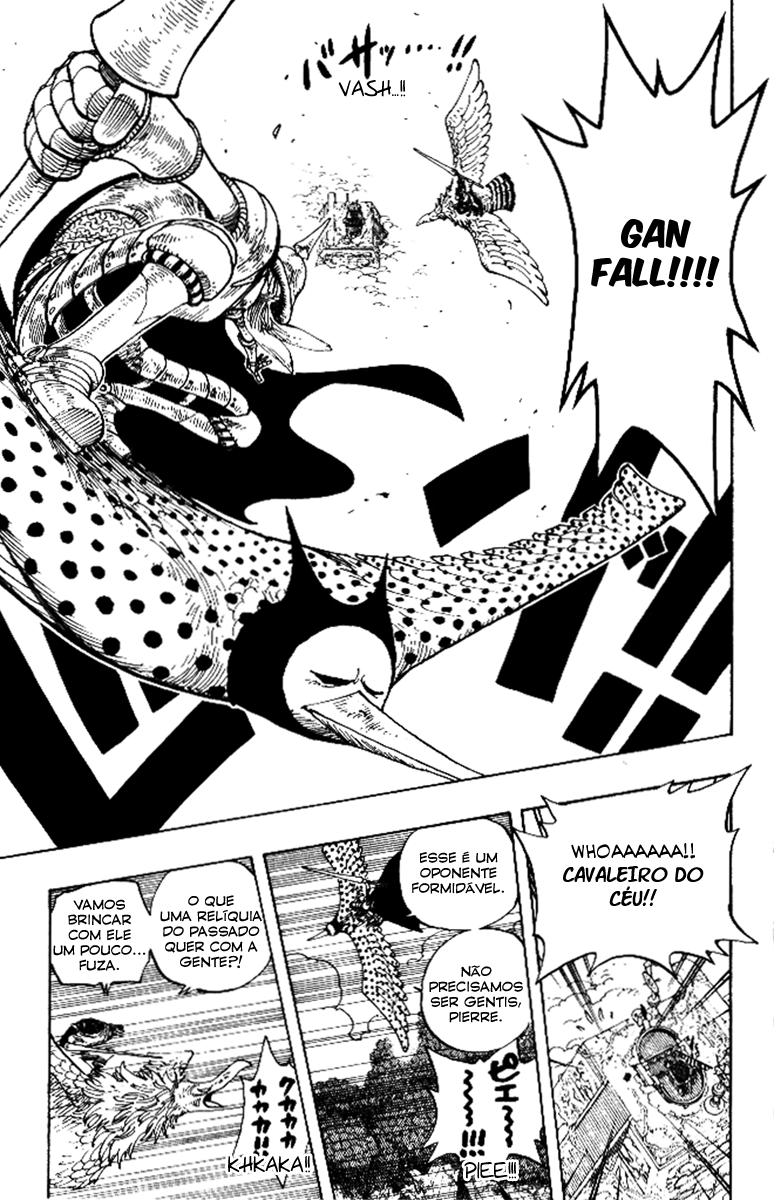 バサッ…‥!!
VASH...!!
GAN
FALL!!!!
WHOAAAAAA!!
CAVALEIRO DO
CÉU!!
ESSE É UM
OPONENTE
FORMIDÁVEL.
NÃO
PRECISAMOS
SER GENTIS,
PIERRE.
PIEE!!!
O QUE
UMA RELÍQUIA
DO PASSADO
QUER COM A
GENTE?!
VAMOS
BRINCAR
COM ELE
UM POUCO...
FUZA.
クカカカカカカ!!
KHKAKA!!